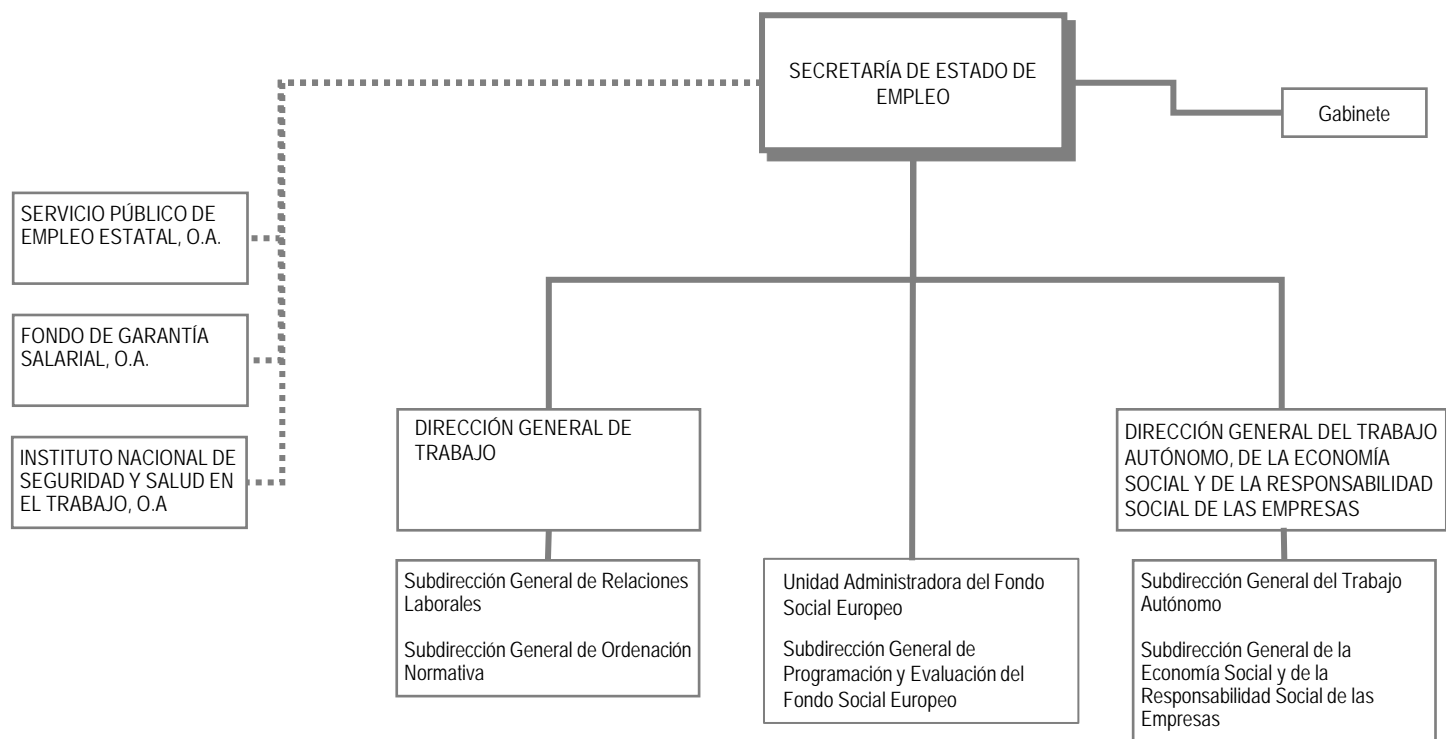 SECRETARÍA DE ESTADO DE
EMPLEO
Gabinete
SERVICIO PÚBLICO DE
EMPLEO ESTATAL, O.A.
FONDO DE GARANTÍA
SALARIAL, O.A.
INSTITUTO NACIONAL DE
SEGURIDAD Y SALUD EN
EL TRABAJO, O.A
DIRECCIÓN GENERAL DE
TRABAJO
DIRECCIÓN GENERAL DEL TRABAJO
AUTÓNOMO, DE LA ECONOMÍA
SOCIAL Y DE LA RESPONSABILIDAD
SOCIAL DE LAS EMPRESAS
Subdirección General de Relaciones
Laborales
Subdirección General de Ordenación
Normativa
Unidad Administradora del Fondo
Social Europeo
Subdirección General de
Programación y Evaluación del
Fondo Social Europeo
Subdirección General del Trabajo
Autónomo
Subdirección General de la
Economía Social y de la
Responsabilidad Social de las
Empresas